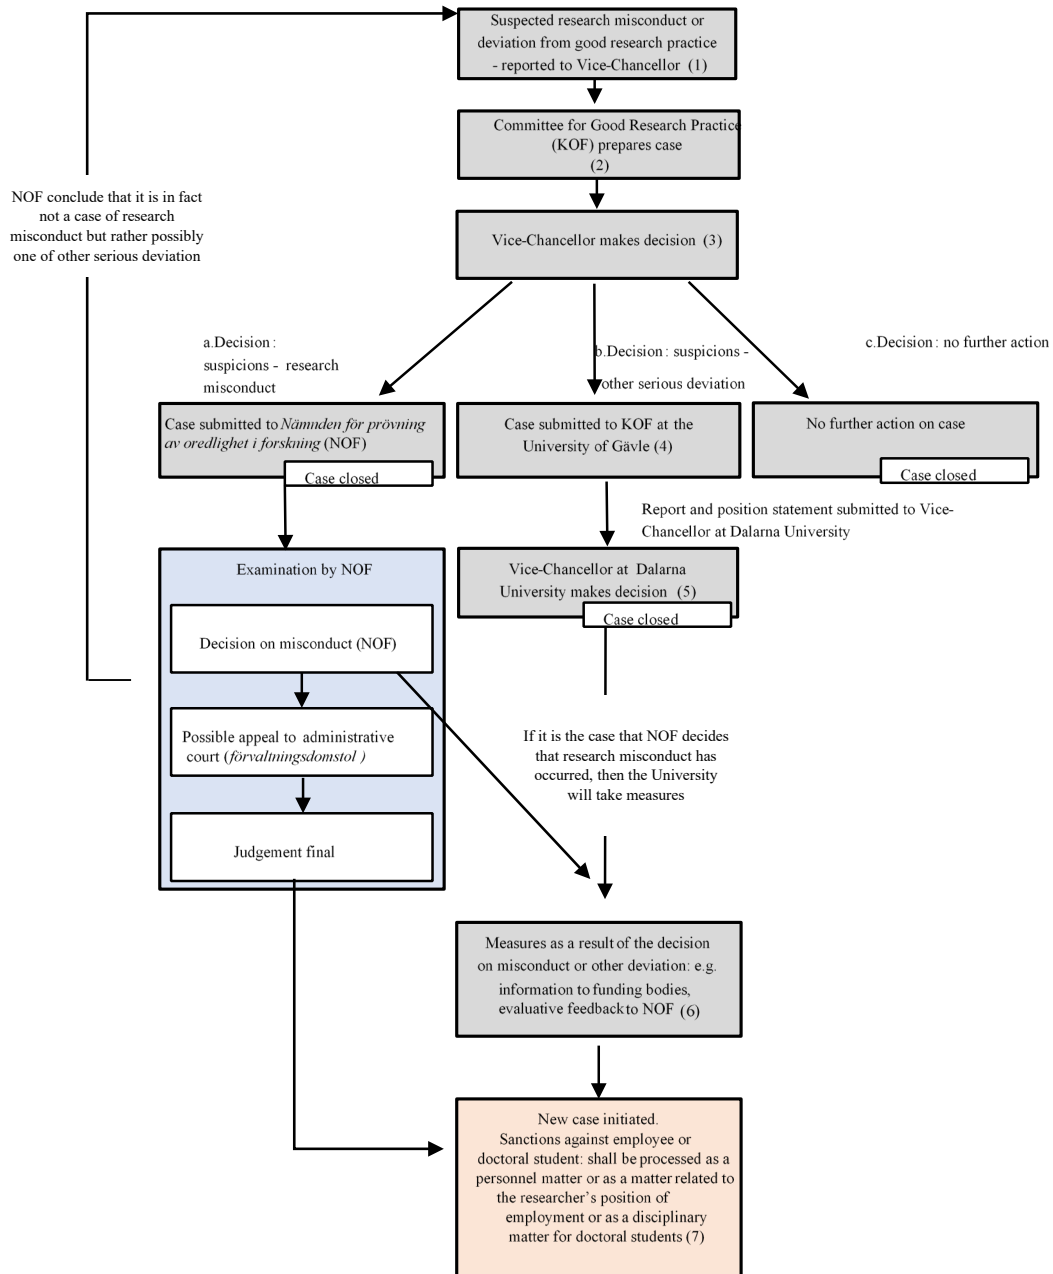 Suspected research misconduct or
deviation from good research practice
- reported to Vice-Chancellor (1)
Committee for Good Research Practice
(KOF) prepares case
(2)
NOF conclude that it is in fact
not a case of research
misconduct but rather possibly
one of other serious deviation
Vice-Chancellor makes decision (3)
a.Decision :
suspicions - research
misconduct
b.Decision : suspicions -
other serious deviation
c.Decision : no further action
Case submitted to Nämnden för prövning
av oredlighet i forskning (NOF)
Case closed
Case submitted to KOF at the
University of Gävle (4)
No further action on case
Case closed
Report and position statement submitted to Vice-
Chancellor at Dalarna University
Examination by NOF
Vice-Chancellor at Dalarna
University makes decision (5)
Case closed
Decision on misconduct (NOF)
Possible appeal to administrative
court (förvaltningsdomstol )
Judgement final
If it is the case that NOF decides
that research misconduct has
occurred, then the University
will take measures
Measures as a result of the decision
on misconduct or other deviation: e.g.
information to funding bodies,
evaluative feedback to NOF (6)
New case initiated.
Sanctions against employee or
doctoral student: shall be processed as a
personnel matter or as a matter related to
the researcher's position of
employment or as a disciplinary
matter for doctoral students (7)